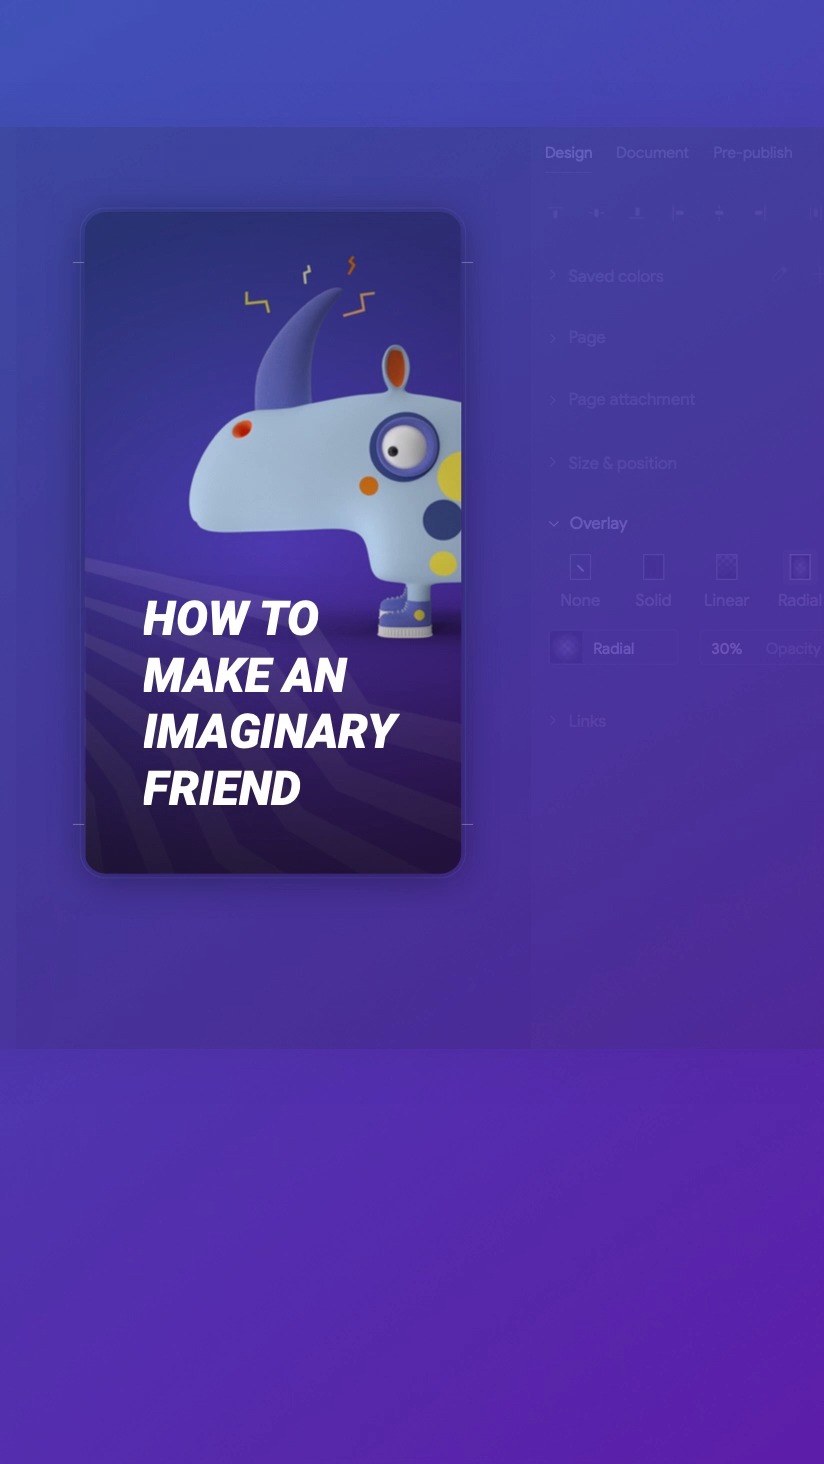 Design Document Pre-publish
Saved colors
Page
Page attachment
Size & position
Overlay
None Solid Linear Radial
Radial 30% Opacity
Links
HOW TO
MAKE AN
IMAGINARY
FRIEND